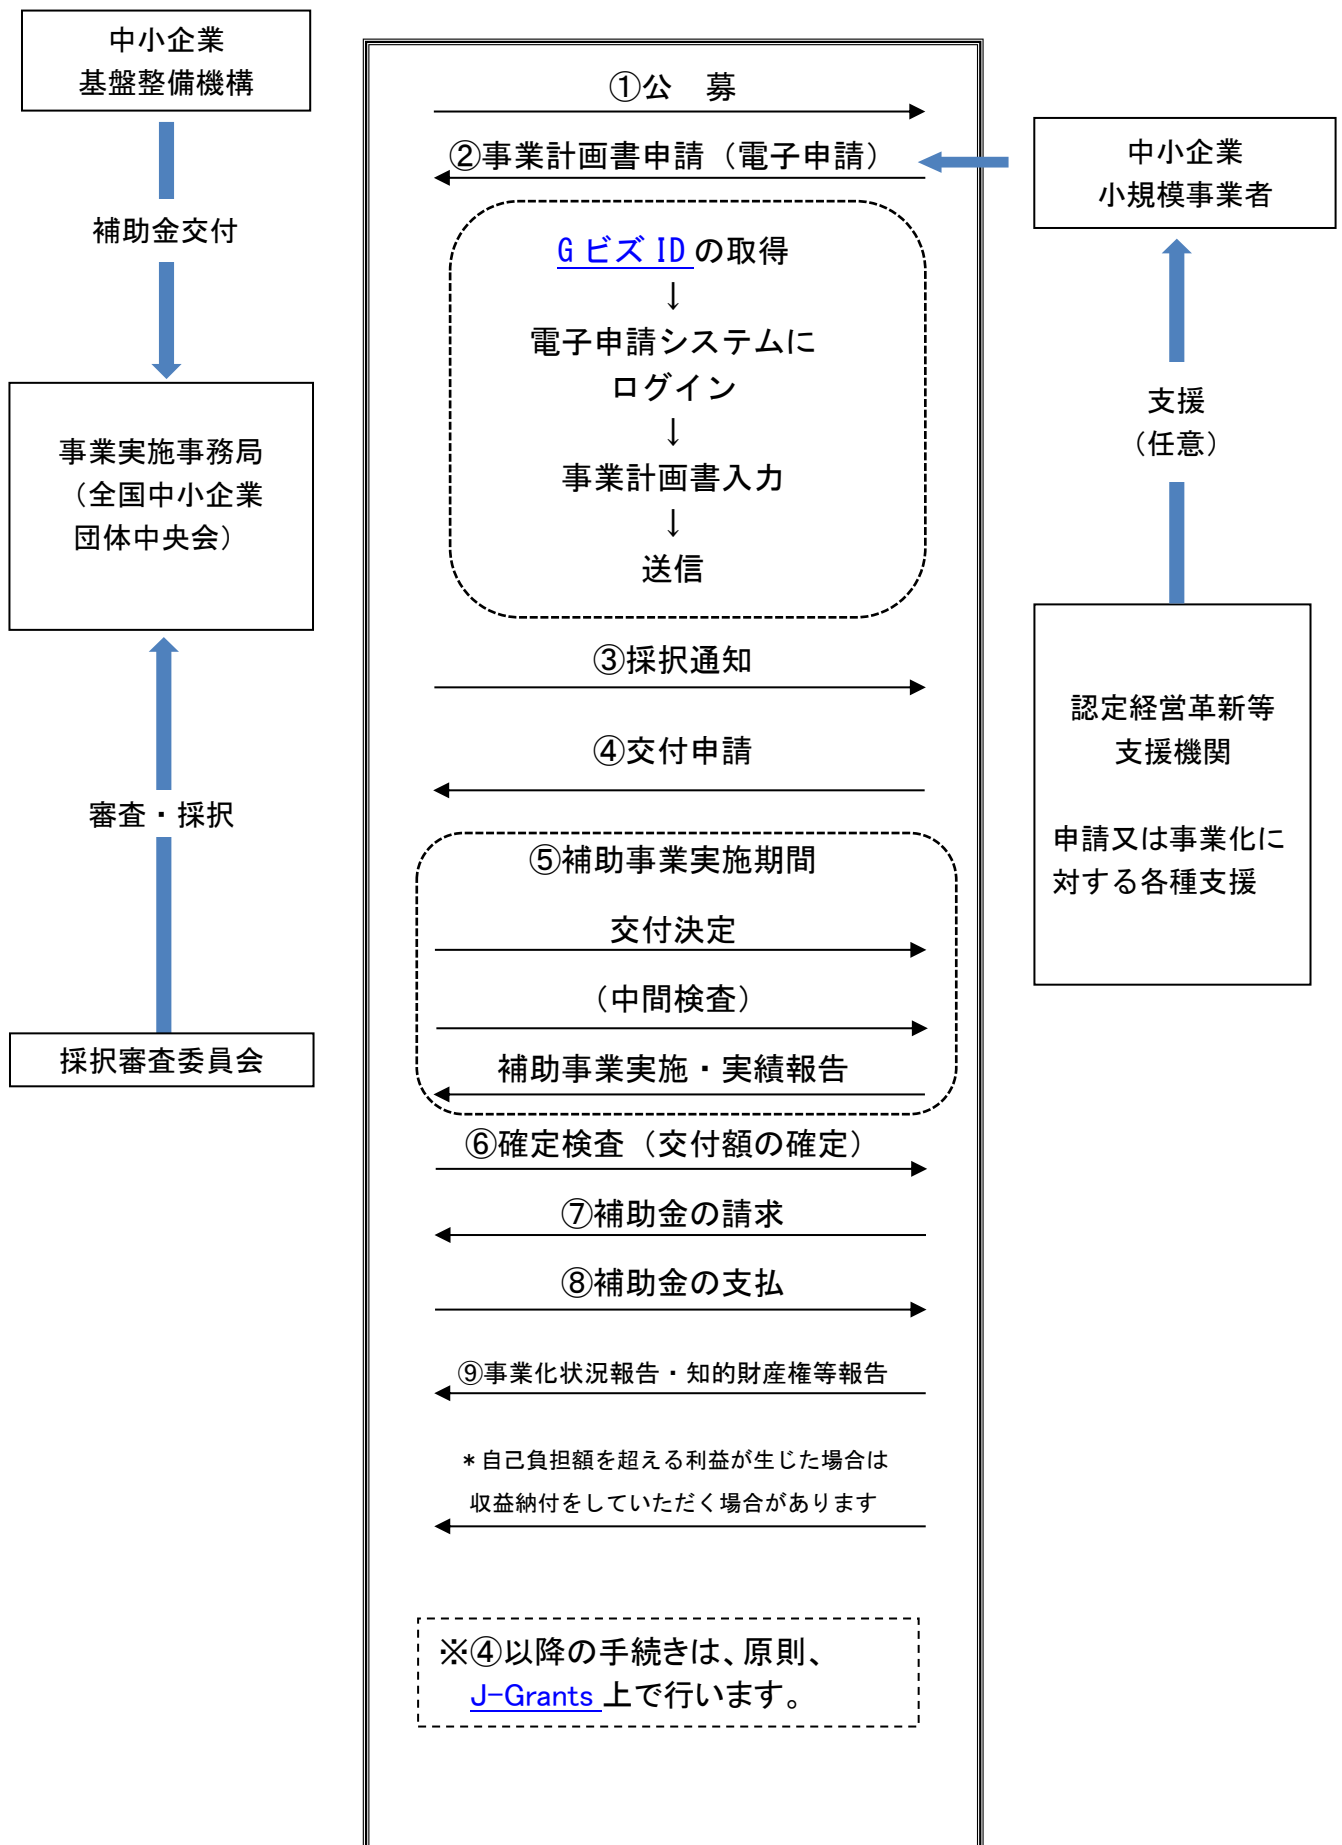 中小企業
基盤整備機構
補助金交付
事業実施事務局
（全国中小企業
団体中央会）
審査・採択
採択審査委員会
①公　募
②事業計画書申請（電子申請）
GビズIDの取得
↓
電子申請システムに
ログイン
↓
事業計画書入力
↓
送信
③採択通知
④交付申請
⑤補助事業実施期間
交付決定
（中間検査）
補助事業実施・実績報告
⑥確定検査（交付額の確定）
⑦補助金の請求
⑧補助金の支払
⑨事業化状況報告・知的財産権等報告
＊自己負担額を超える利益が生じた場合は
収益納付をしていただく場合があります
※④以降の手続きは、原則、
J-Grants上で行います。
中小企業
小規模事業者
支援
（任意）
認定経営革新等
支援機関
申請又は事業化に
対する各種支援